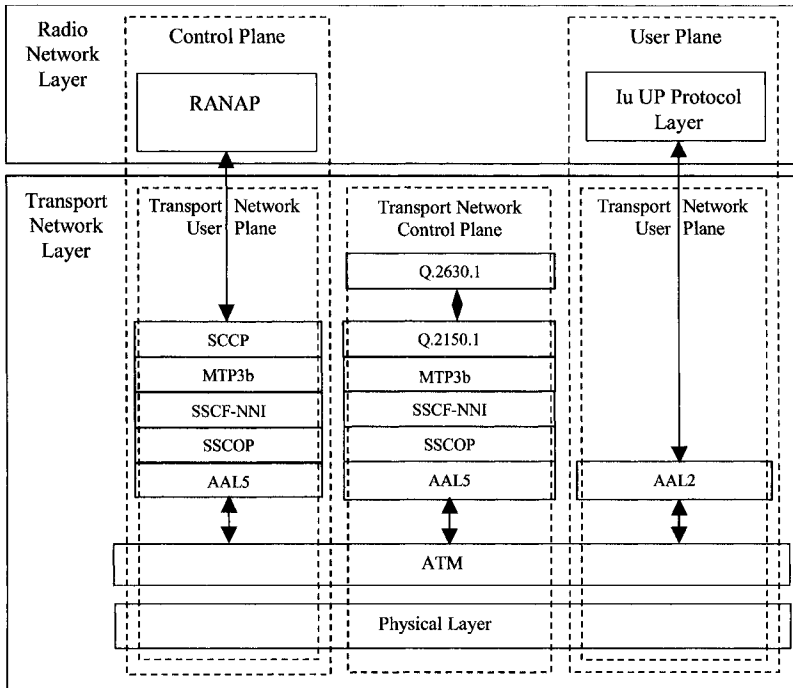 Radio
Network
Layer
Control Plane
RANAP
User Plane
Iu UP Protocol
Layer
Transport
Network
Layer
Transport Network
User Plane
SCCP
MTP3b
SSCF-NNI
SSCOP
AAL5
Transport Network
Control Plane
Q.2630.1
Q.2150.1
MTP3b
SSCF-NNI
SSCOP
AAL5
Transport Network
User Plane
AAL2
ATM
Physical Layer